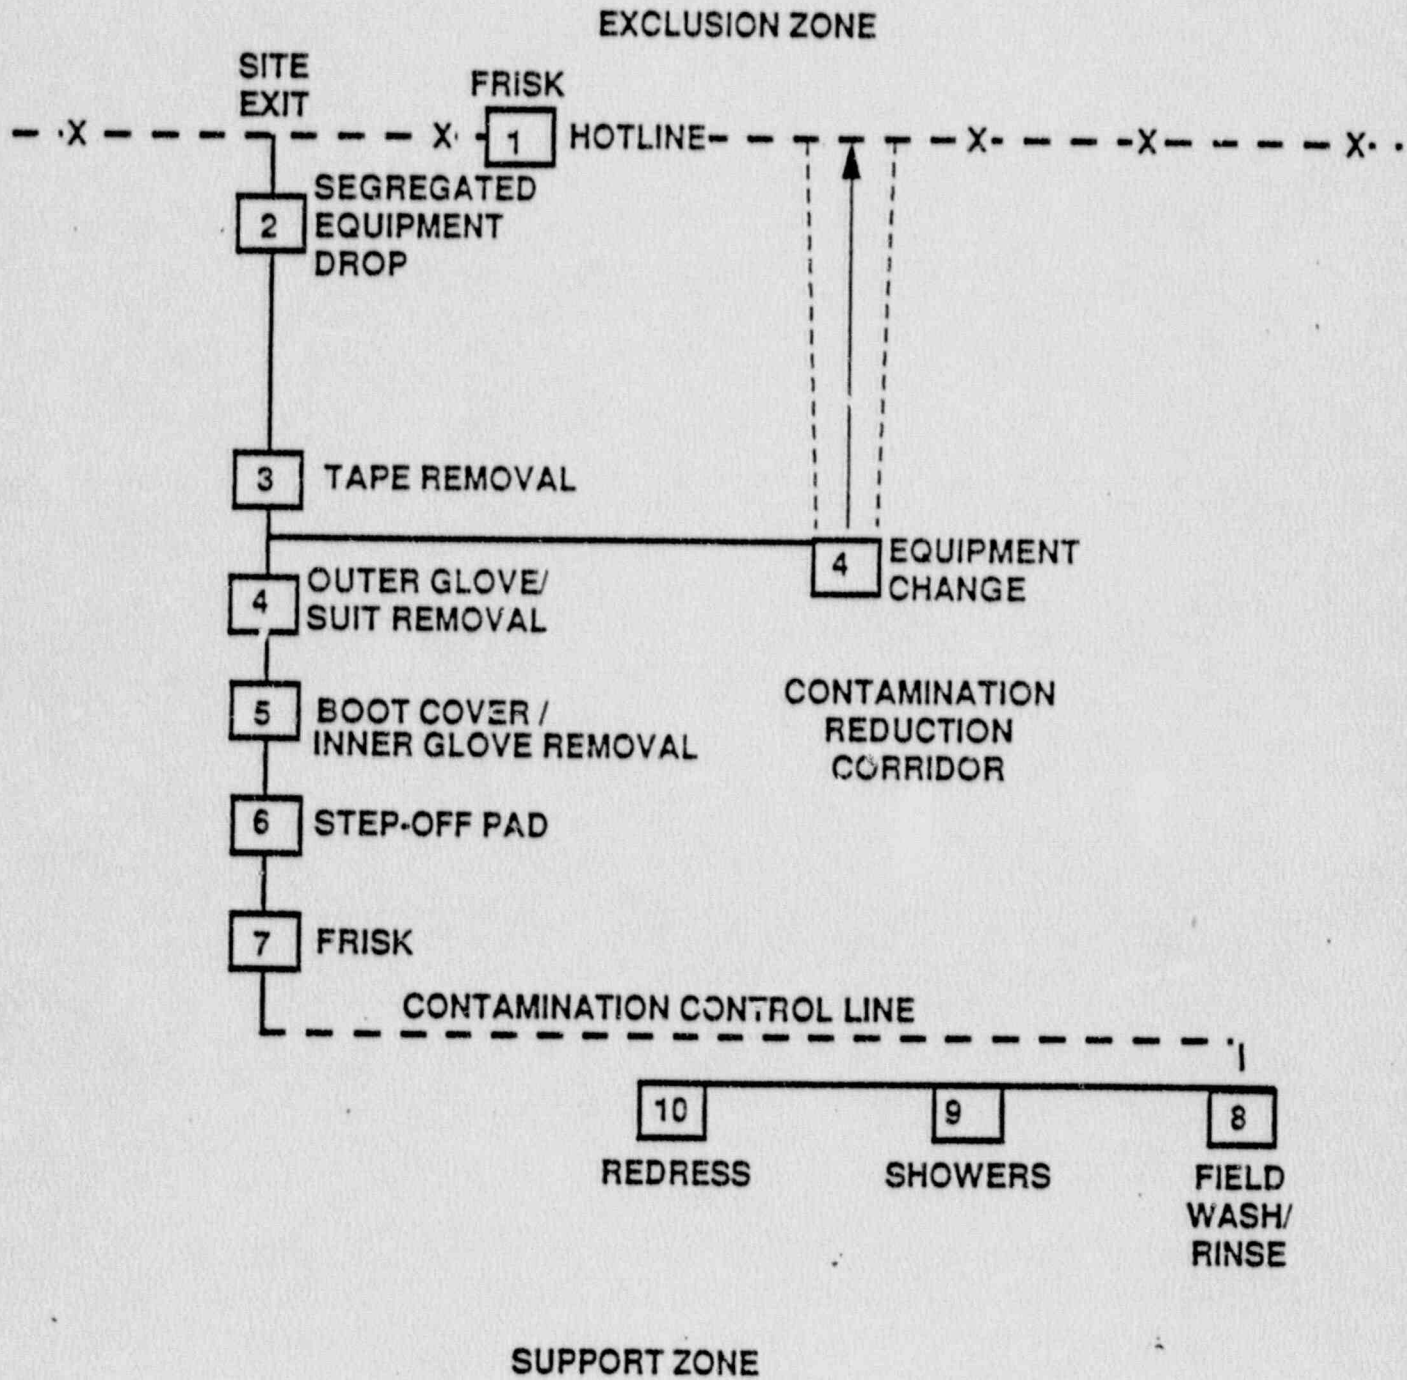 EXCLUSION ZONE
SITE
EXIT
FRISK
X
X
1
HOTLINE
X
X
X
2
SEGREGATED
EQUIPMENT
DROP
3
TAPE REMOVAL
4
EQUIPMENT
CHANGE
4
OUTER GLOVE/
SUIT REMOVAL
5
BOOT COVER /
INNER GLOVE REMOVAL
CONTAMINATION
REDUCTION
CORRIDOR
6
STEP-OFF PAD
7
FRISK
CONTAMINATION CONTROL LINE
10
9
8
REDRESS
SHOWERS
FIELD
WASH/
RINSE
SUPPORT ZONE